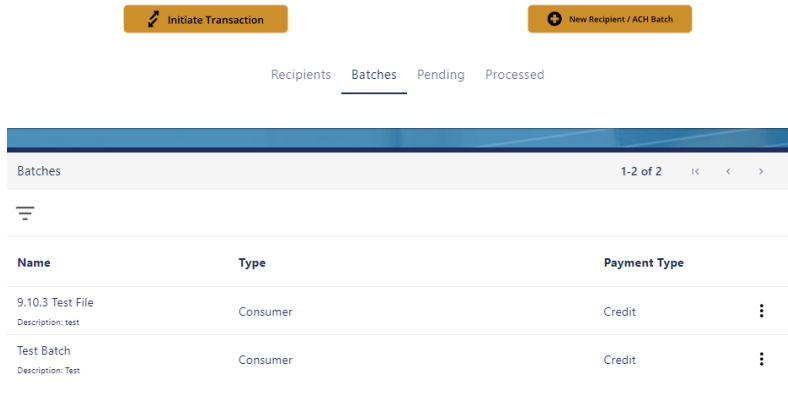 Initiate Transaction
New Recipient / ACH Batch
Recipients Batches Pending Processed
Batches 1-2 of 2
Name Type Payment Type
9.10.3 Test File
Description: test
Consumer Credit
Test Batch
Description: Test
Consumer Credit